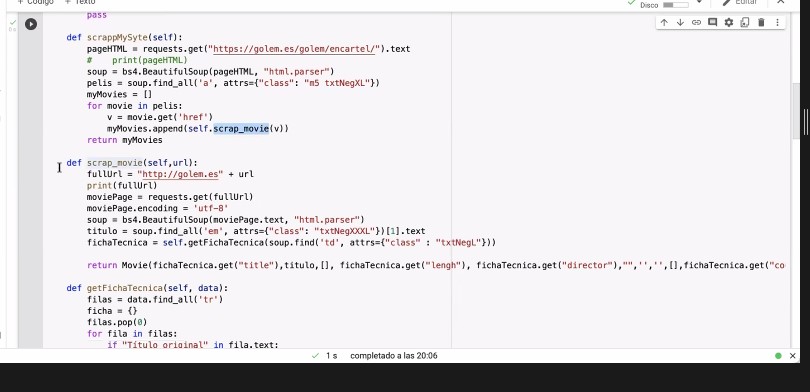 + Código + Texto
Disco
Editar
pass
def scrappMySyte(self):
pageHTML = requests.get("https://golem.es/golem/encartel/").text
# print(pageHTML)
soup = bs4.BeautifulSoup(pageHTML, "html.parser")
pelis = soup.find_all('a', attrs={"class": "m5 txtNegXL"})
myMovies = []
for movie in pelis:
v = movie.get('href')
myMovies.append(self.scrap_movie(v))
return myMovies
def scrap_movie(self,url):
fullUrl = "http://golem.es" + url
print(fullUrl)
moviePage = requests.get(fullUrl)
moviePage.encoding = 'utf-8'
soup = bs4.BeautifulSoup(moviePage.text, "html.parser")
titulo = soup.find_all('em', attrs={"class": "txtNegXXXL"})[1].text
fichaTecnica = self.getFichaTecnica(soup.find('td', attrs={"class" : "txtNegL"}))
return Movie(fichaTecnica.get("title"),titulo,[], fichaTecnica.get("lengh"), fichaTecnica.get("director"),"",'','',[],fichaTecnica.get("co
def getFichaTecnica(self, data):
filas = data.find_all('tr')
ficha = {}
filas.pop(0)
for fila in filas:
if "Título original" in fila.text:
1 s completado a las 20:06